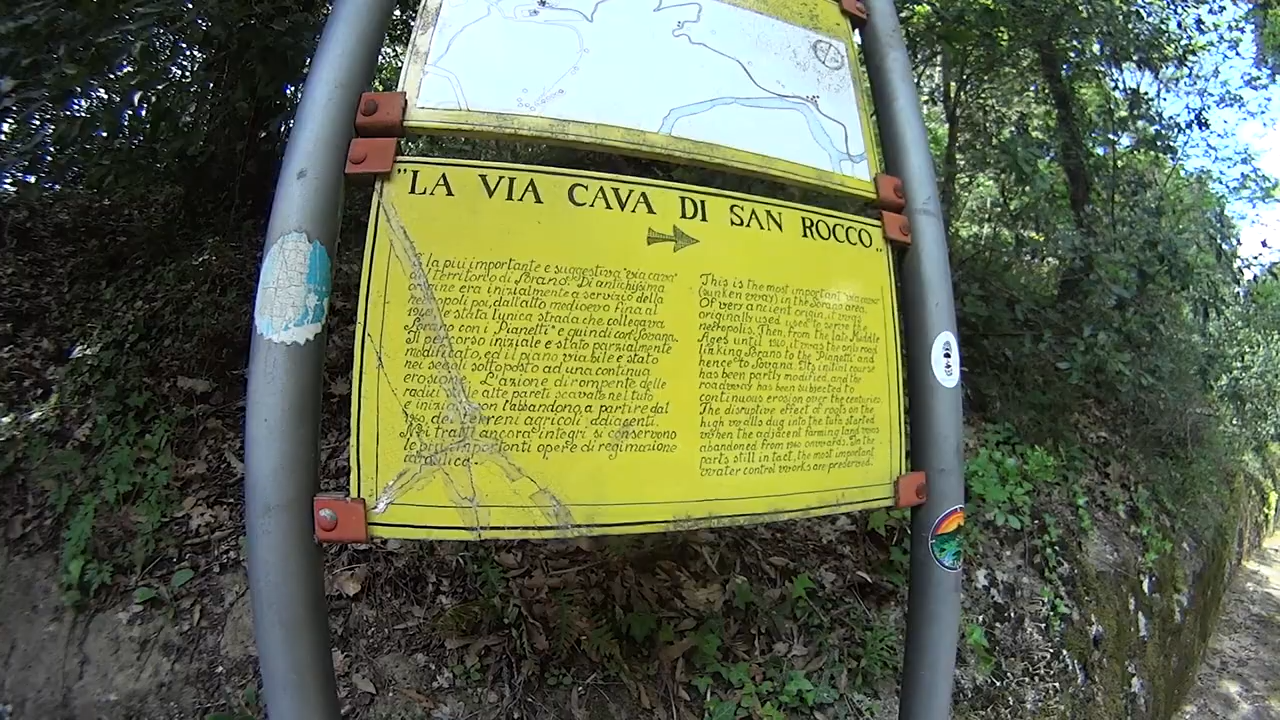 "LA VIA CAVA DI SAN ROCCO"
È la più importante e suggestiva "via cava"
del territorio di Sorano. Di antichissima
origine era inizialmente a servizio della
necropoli poi, dall'alto medioevo fina al
1940, è stata l'unica strada che collegava
Sorano con i "Pianetti" e quindi con Sovana.
Il percorso iniziale è stato parzialmente
modificato, ed il piano viabile è stato
nei secoli sottoposto ad una continua
erosione. L'azione dirompente delle
radici alte pareti scavate nel tufo
è iniziata con l'abbandono, a partire dal
dei terreni agricoli adiacenti.
Nei tratti ancora integri si conservono
le più importanti opere di regimazione
idraulica.
This is the most important "via cava"
(sunken way) in the Sorano area.
Of very ancient origin, it was
originally used used to serve the
necropolis. Then, from the late Middle
Ages until 1940, it was the only road
linking Sorano to the "Pianetti" and
hence to Sovana. Its initial course
has been partly modified, and the
roadway has been subjected to
continuous erosion over the centuries.
The disruptive effect of roots on the
high walls dug into the tufa started
when the adjacent farming land was
abandoned from onwards. In the
parts still in tact, the most important
water control works are preserved.